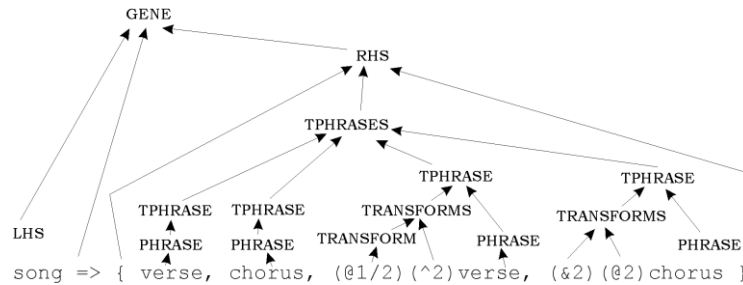 GENE
RHS
TPHRASES
TPHRASE TPHRASE
TPHRASE TPHRASE TRANSFORMS TRANSFORMS
LHS PHRASE PHRASE TRANSFORM PHRASE PHRASE
song => { verse, chorus, (@1/2)(^2)verse, (&2)(@2)chorus }